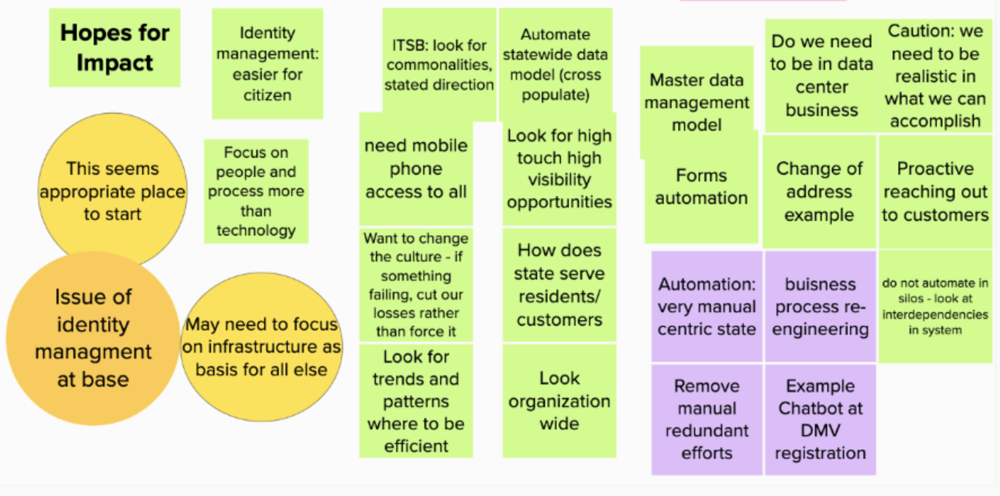 Hopes for
Impact
Identity
management:
easier for
citizen
This seems
appropriate place
to start
Focus on
people and
process more
than
technology
Issue of
identity
managment
at base
May need to focus
on infrastructure as
basis for all else
ITSB: look for
commonalities,
stated direction
Automate
statewide data
model (cross
populate)
need mobile
phone
access to all
Look for high
touch high
visibility
opportunities
Want to change
the culture - if
something
failing, cut our
losses rather
than force it
How does
state serve
residents/
customers
Look for
trends and
patterns
where to be
efficient
Look
organization
wide
Master data
management
model
Do we need
to be in data
center
business
Caution: we
need to be
realistic in
what we can
accomplish
Forms
automation
Change of
address
example
Proactive
reaching out
to customers
Automation:
very manual
centric state
buisness
process re-
engineering
do not automate in
silos - look at
interdependencies
in system
Remove
manual
redundant
efforts
Example
Chatbot at
DMV
registration